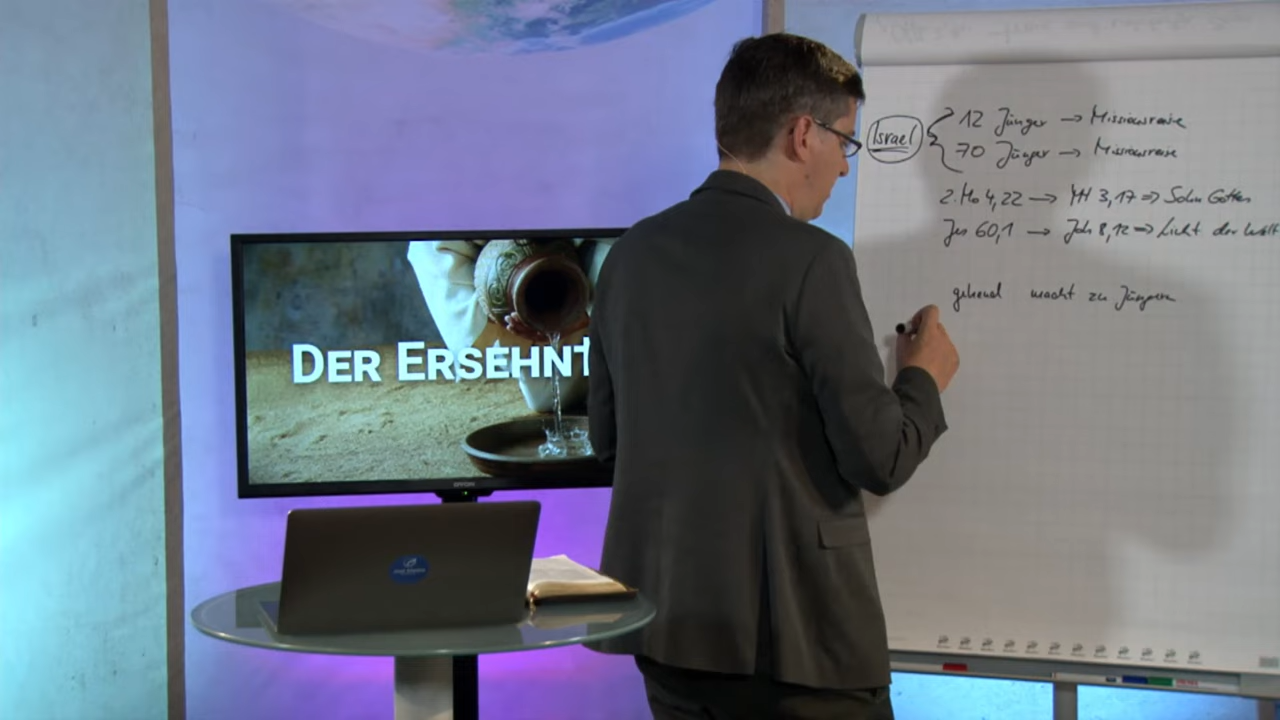 Israel
12 Jünger → Missionsreise
70 Jünger → Missionsreise
2. Mo 4,22 → Mt 3,17 => Sohn Gottes
Jes 60,1 → Joh 8,12 => Licht der Welt
gehend macht zu Jüngern
DER ERSEHNT